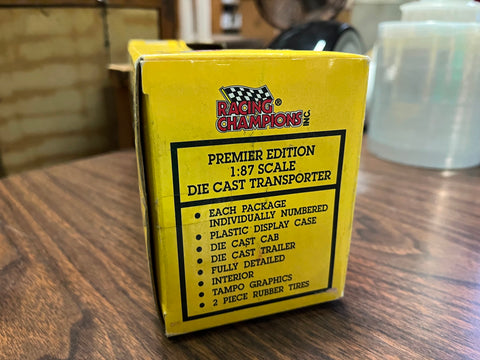 RACING ®
CHAMPIONS INC.
PREMIER EDITION
1:87 SCALE
DIE CAST TRANSPORTER
• EACH PACKAGE
INDIVIDUALLY NUMBERED
• PLASTIC DISPLAY CASE
• DIE CAST CAB
• DIE CAST TRAILER
• FULLY DETAILED
• INTERIOR
• TAMPO GRAPHICS
• 2 PIECE RUBBER TIRES